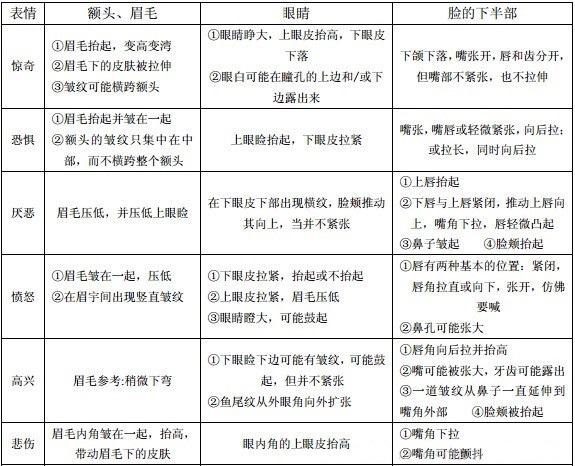 表情
额头、眉毛
眼睛
脸的下半部
惊奇
①眉毛抬起，变高变弯
②眉毛下的皮肤被拉伸
③皱纹可能横跨额头
①眼睛睁大，上眼皮抬高，下眼皮
下落
②眼白可能在瞳孔的上边和/或下
边露出来
下颌下落，嘴张开，唇和齿分开，
但嘴部不紧张，也不拉伸
恐惧
①眉毛抬起并皱在一起
②额头的皱纹只集中在中
部，而不横跨整个额头
上眼睑抬起，下眼皮拉紧
嘴张，嘴唇或轻微紧张，向后拉；
或拉长，同时向后拉
厌恶
眉毛压低，并压低上眼睑
在下眼皮下部出现横纹，脸颊推动
其向上，当并不紧张
①上唇抬起
②下唇与上唇紧闭，推动上唇向
上，嘴角下拉，唇轻微凸起
③鼻子皱起 ④脸颊抬起
愤怒
①眉毛皱在一起，压低
②在眉宇间出现竖直皱纹
①下眼皮拉紧，抬起或不抬起
②上眼皮拉紧，眉毛压低
③眼睛瞪大，可能鼓起
①唇有两种基本的位置：紧闭，
唇角拉直或向下，张开，仿佛
要喊
②鼻孔可能张大
高兴
眉毛参考:稍微下弯
①下眼睑下边可能有皱纹，可能鼓
起，但并不紧张
②鱼尾纹从外眼角向外扩张
①唇角向后拉并抬高
②嘴可能被张大，牙齿可能露出
③一道皱纹从鼻子一直延伸到
嘴角外部 ④脸颊被抬起
悲伤
眉毛内角皱在一起，抬高，
带动眉毛下的皮肤
眼内角的上眼皮抬高
①嘴角下拉
②嘴角可能颤抖